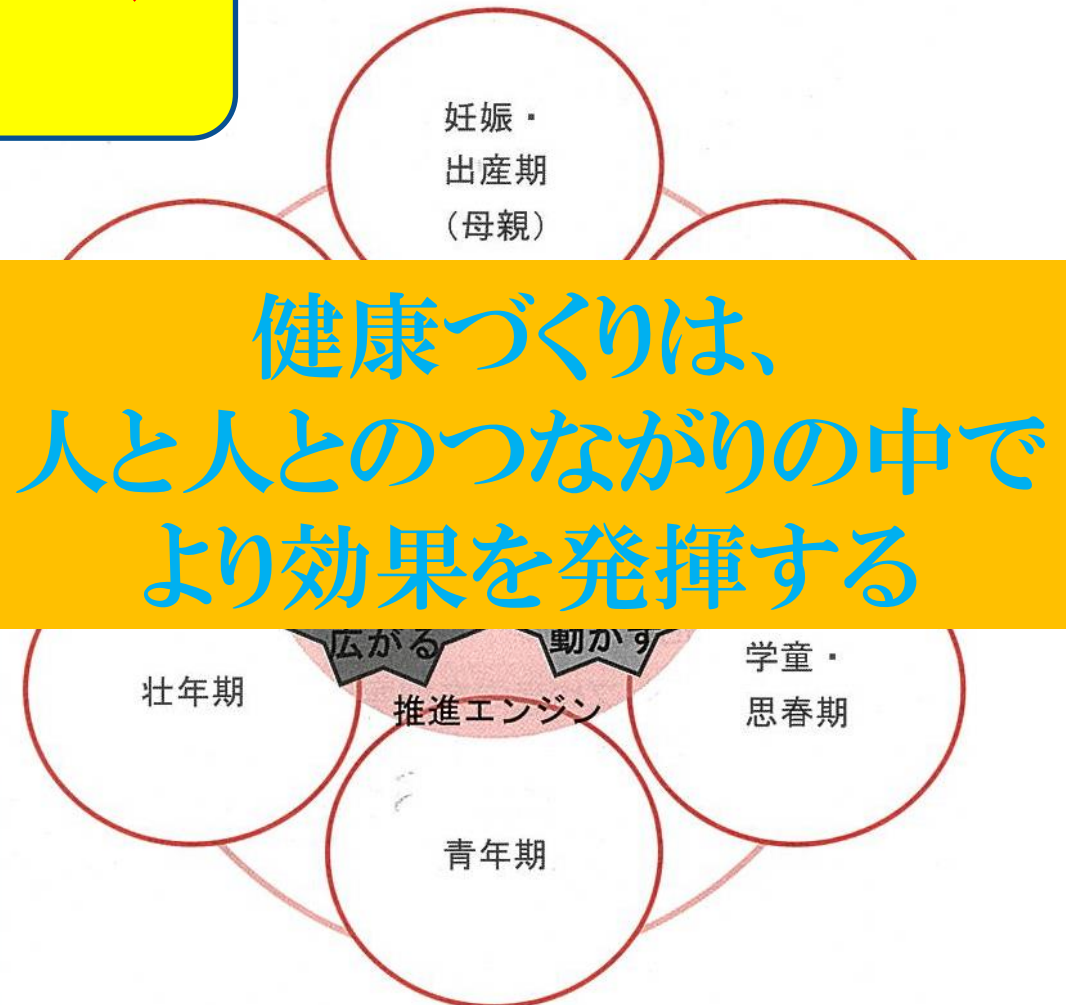 妊娠・
出産期
(母親)
健康づくりは、
人と人とのつながりの中で
より効果を発揮する
広がる
動かす
推進エンジン
壮年期
学童・
思春期
青年期